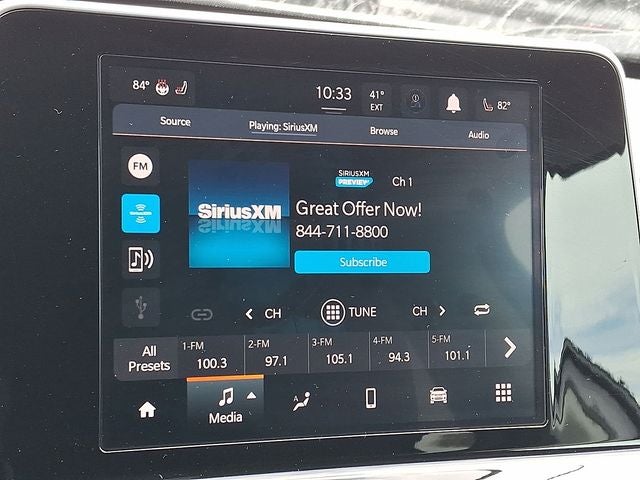 84° 10:33 41° EXT 82°
Source Playing: SiriusXM Browse Audio
FM
SIRIUSXM
PREVIEW Ch 1
SiriusXM
Great Offer Now!
844-711-8800
Subscribe
CH TUNE CH
All Presets
1-FM 2-FM 3-FM 4-FM 5-FM
100.3 97.1 105.1 94.3 101.1
Media